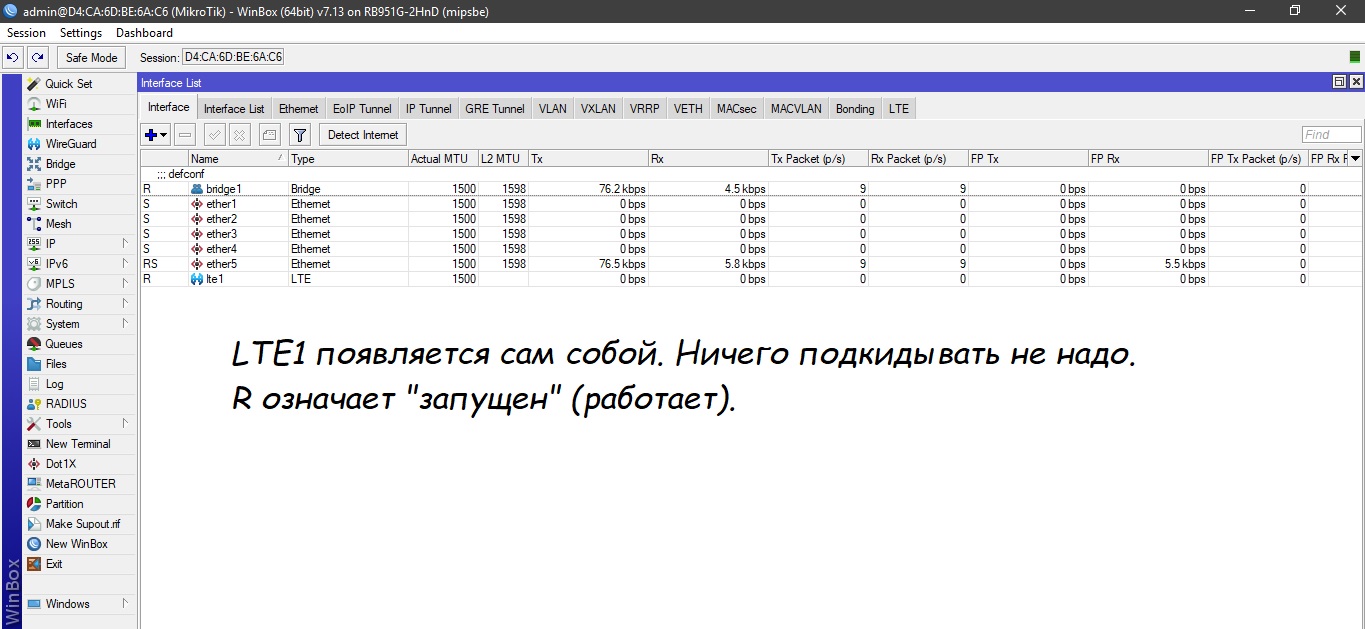 admin@D4:CA:6D:BE:6A:C6 (MikroTik) - WinBox (64bit) v7.13 on RB951G-2HnD (mipsbe)
Session Settings Dashboard
Safe Mode Session: D4:CA:6D:BE:6A:C6
Quick Set
WiFi
Interfaces
WireGuard
Bridge
PPP
Switch
Mesh
IP
IPv6
MPLS
Routing
System
Queues
Files
Log
RADIUS
Tools
New Terminal
Dot1X
MetaROUTER
Partition
Make Supout.rif
New WinBox
Exit
Windows
WinBox
Interface List
Interface Interface List Ethernet EoIP Tunnel IP Tunnel GRE Tunnel VLAN VXLAN VRRP VETH MACsec MACVLAN Bonding LTE
Detect Internet Find
Name Type Actual MTU L2 MTU Tx Rx Tx Packet (p/s) Rx Packet (p/s) FP Tx FP Rx FP Tx Packet (p/s) FP Rx
;;; defconf
R bridge1 Bridge 1500 1598 76.2 kbps 4.5 kbps 9 9 0 bps 0 bps 0
S ether1 Ethernet 1500 1598 0 bps 0 bps 0 0 0 bps 0 bps 0
S ether2 Ethernet 1500 1598 0 bps 0 bps 0 0 0 bps 0 bps 0
S ether3 Ethernet 1500 1598 0 bps 0 bps 0 0 0 bps 0 bps 0
S ether4 Ethernet 1500 1598 0 bps 0 bps 0 0 0 bps 0 bps 0
RS ether5 Ethernet 1500 1598 76.5 kbps 5.8 kbps 9 9 0 bps 5.5 kbps 0
R lte1 LTE 1500 0 bps 0 bps 0 0 0 bps 0 bps 0
LTE1 появляется сам собой. Ничего подкидывать не надо.
R означает "запущен" (работает).